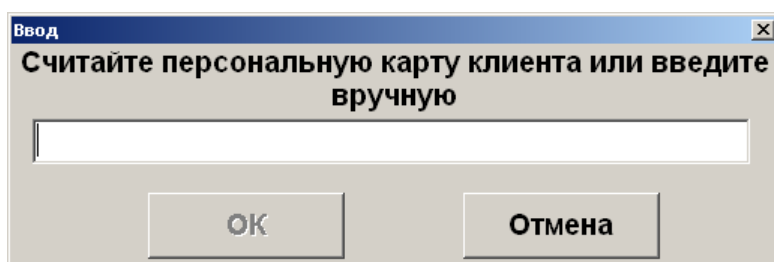 Ввод
Считайте персональную карту клиента или введите
вручную
ОК
Отмена